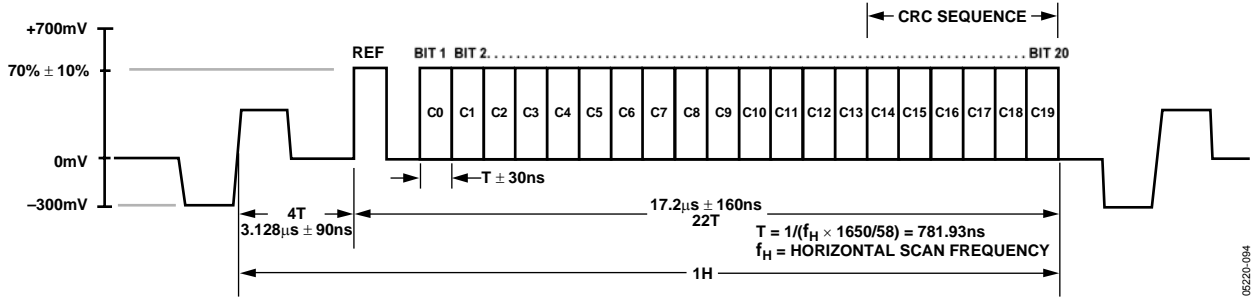 CRC SEQUENCE
+700mV
REF
BIT 1 BIT 2 BIT 20
70% ± 10%
C0 C1 C2 C3 C4 C5 C6 C7 C8 C9 C10 C11 C12 C13 C14 C15 C16 C17 C18 C19
0mV
T ± 30ns
–300mV
4T
3.128μs ± 90ns
17.2μs ± 160ns
22T
T = 1/(fH × 1650/58) = 781.93ns
fH = HORIZONTAL SCAN FREQUENCY
1H
05220-094